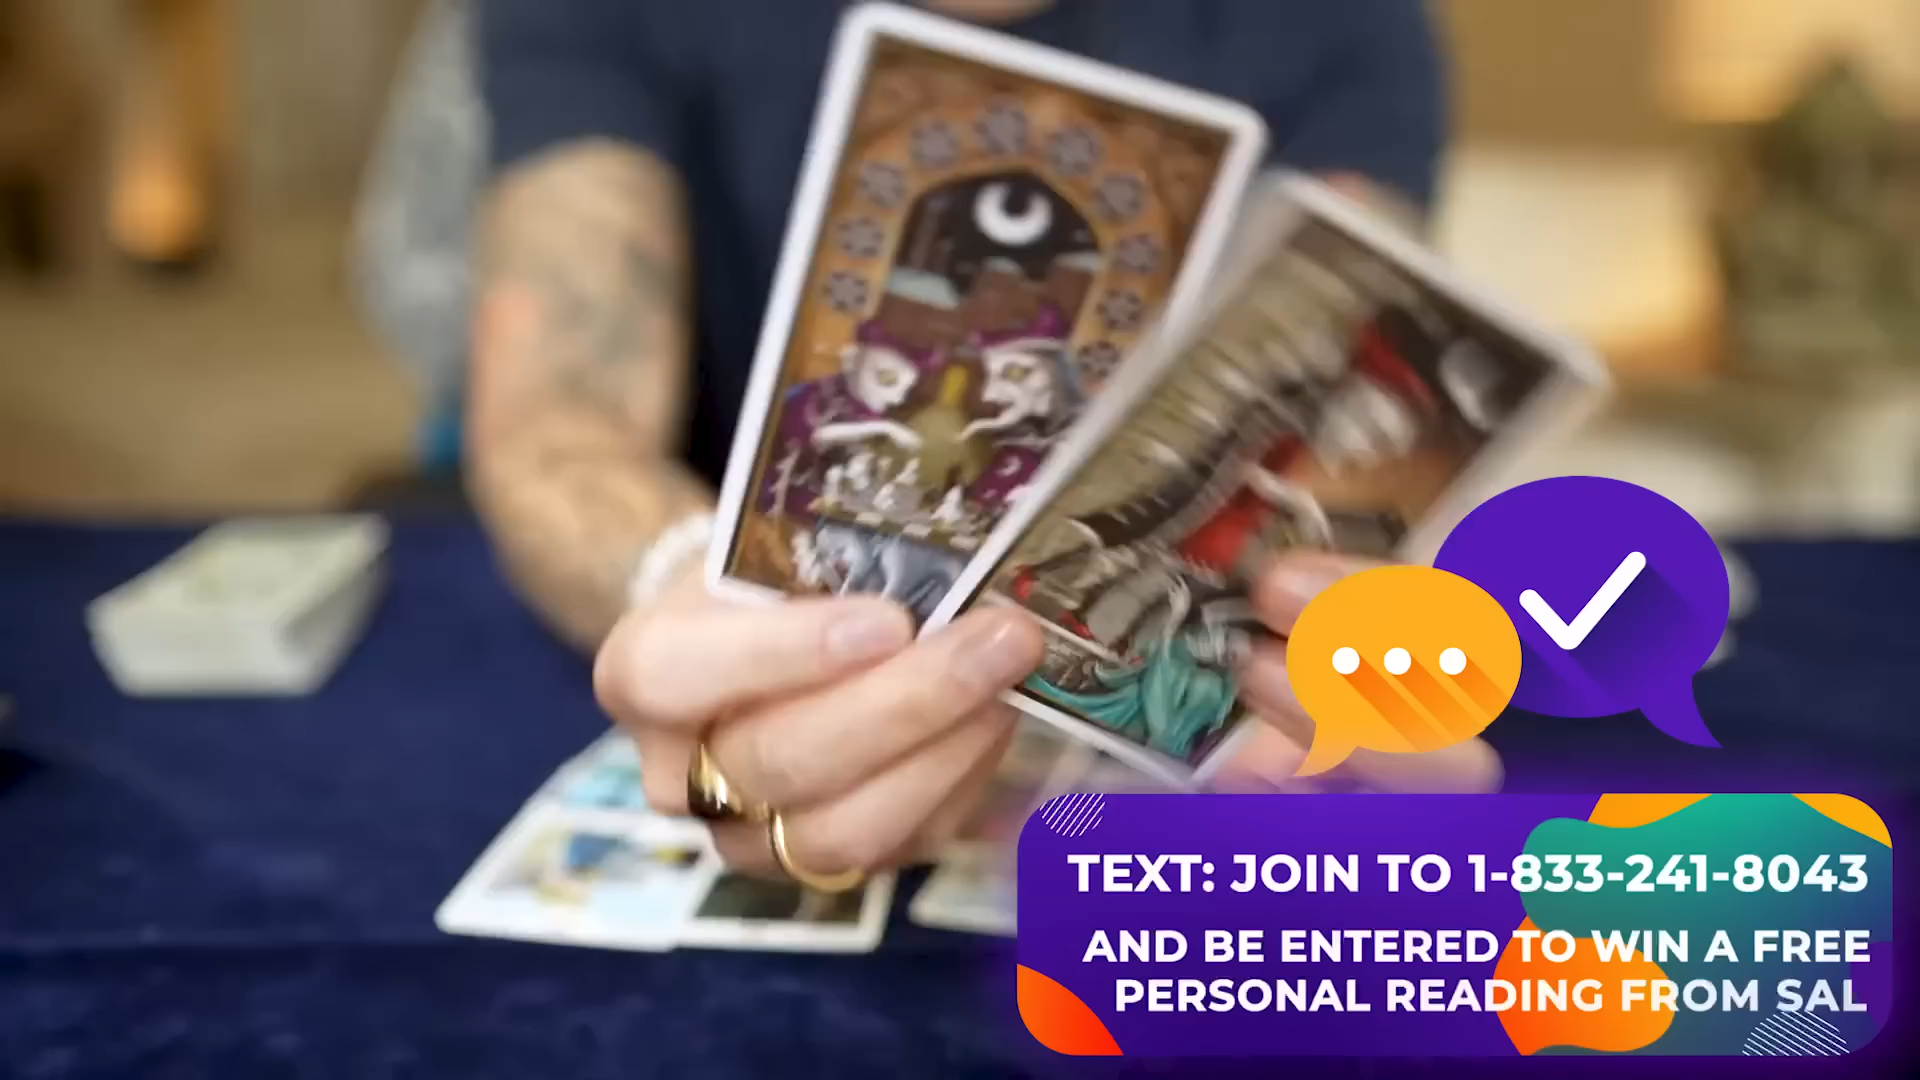 TEXT: JOIN TO 1-833-241-8043
AND BE ENTERED TO WIN A FREE
PERSONAL READING FROM SAL